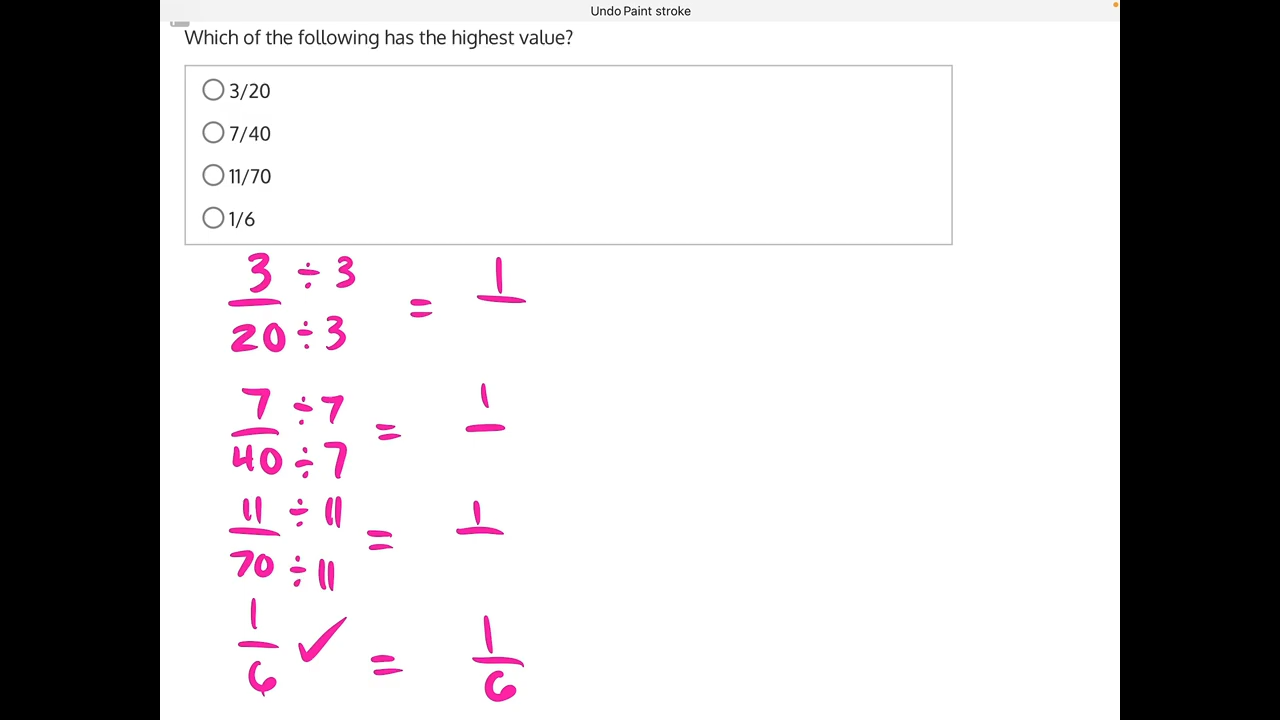 Undo Paint stroke
Which of the following has the highest value?
3/20
7/40
11/70
1/6
3 ÷ 3 1
20 ÷ 3 =
7 ÷ 7 = 1
40 ÷ 7
11 ÷ 11 = 1
70 ÷ 11
1 ✓ = 1
6 6